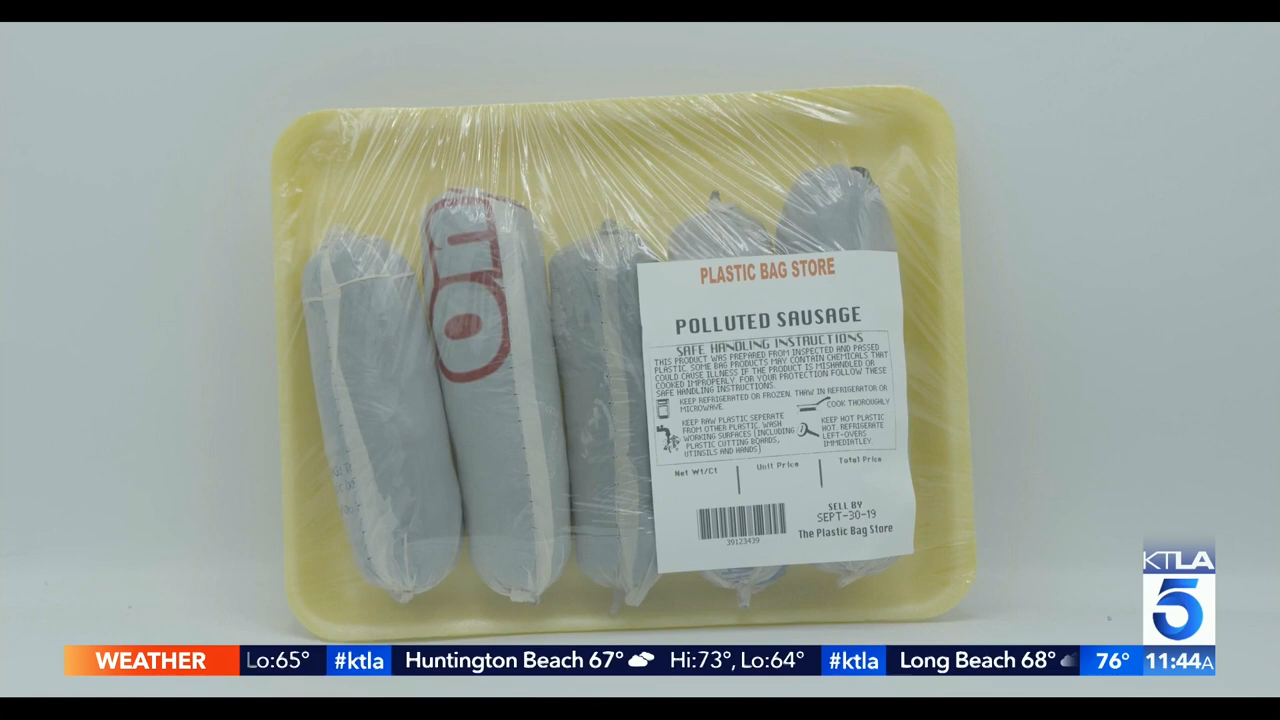 TO
PLASTIC BAG STORE
POLLUTED SAUSAGE
SAFE HANDLING INSTRUCTIONS
THIS PRODUCT WAS PREPARED FROM INSPECTED AND PASSED
PLASTIC. SOME BAG PRODUCTS MAY CONTAIN CHEMICALS THAT
COULD CAUSE ILLNESS IF THE PRODUCT IS MISHANDLED OR
COOKED IMPROPERLY. FOR YOUR PROTECTION FOLLOW THESE
SAFE HANDLING INSTRUCTIONS.
KEEP REFRIGERATED OR FROZEN. THAW IN REFRIGERATOR OR
MICROWAVE.
COOK THOROUGHLY
KEEP RAW PLASTIC SEPERATE
FROM OTHER PLASTIC. WASH
WORKING SURFACES (INCLUDING
PLASTIC CUTTING BOARDS,
UTINSILS AND HANDS)
KEEP HOT PLASTIC
HOT. REFRIGERATE
LEFT-OVERS
IMMEDIATLEY.
Net Wt/Ct
Unit Price
Total Price
39123439
SELL BY
SEPT-30-19
The Plastic Bag Store
KTLA
5
WEATHER
Lo:65°
#ktla
Huntington Beach 67°
Hi:73°, Lo:64°
#ktla
Long Beach 68°
76°
11:44A